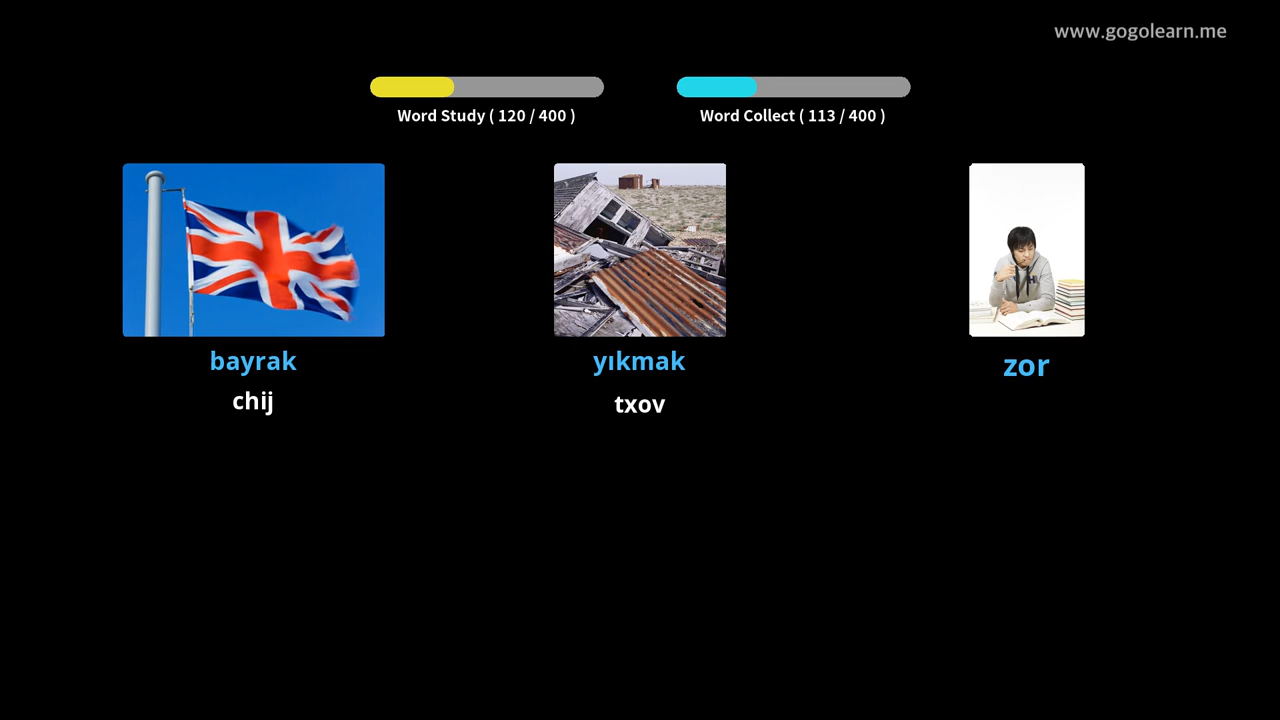 www.gogolearn.me
Word Study ( 120 / 400 )
Word Collect ( 113 / 400 )
bayrak
yıkmak
zor
chij
txov